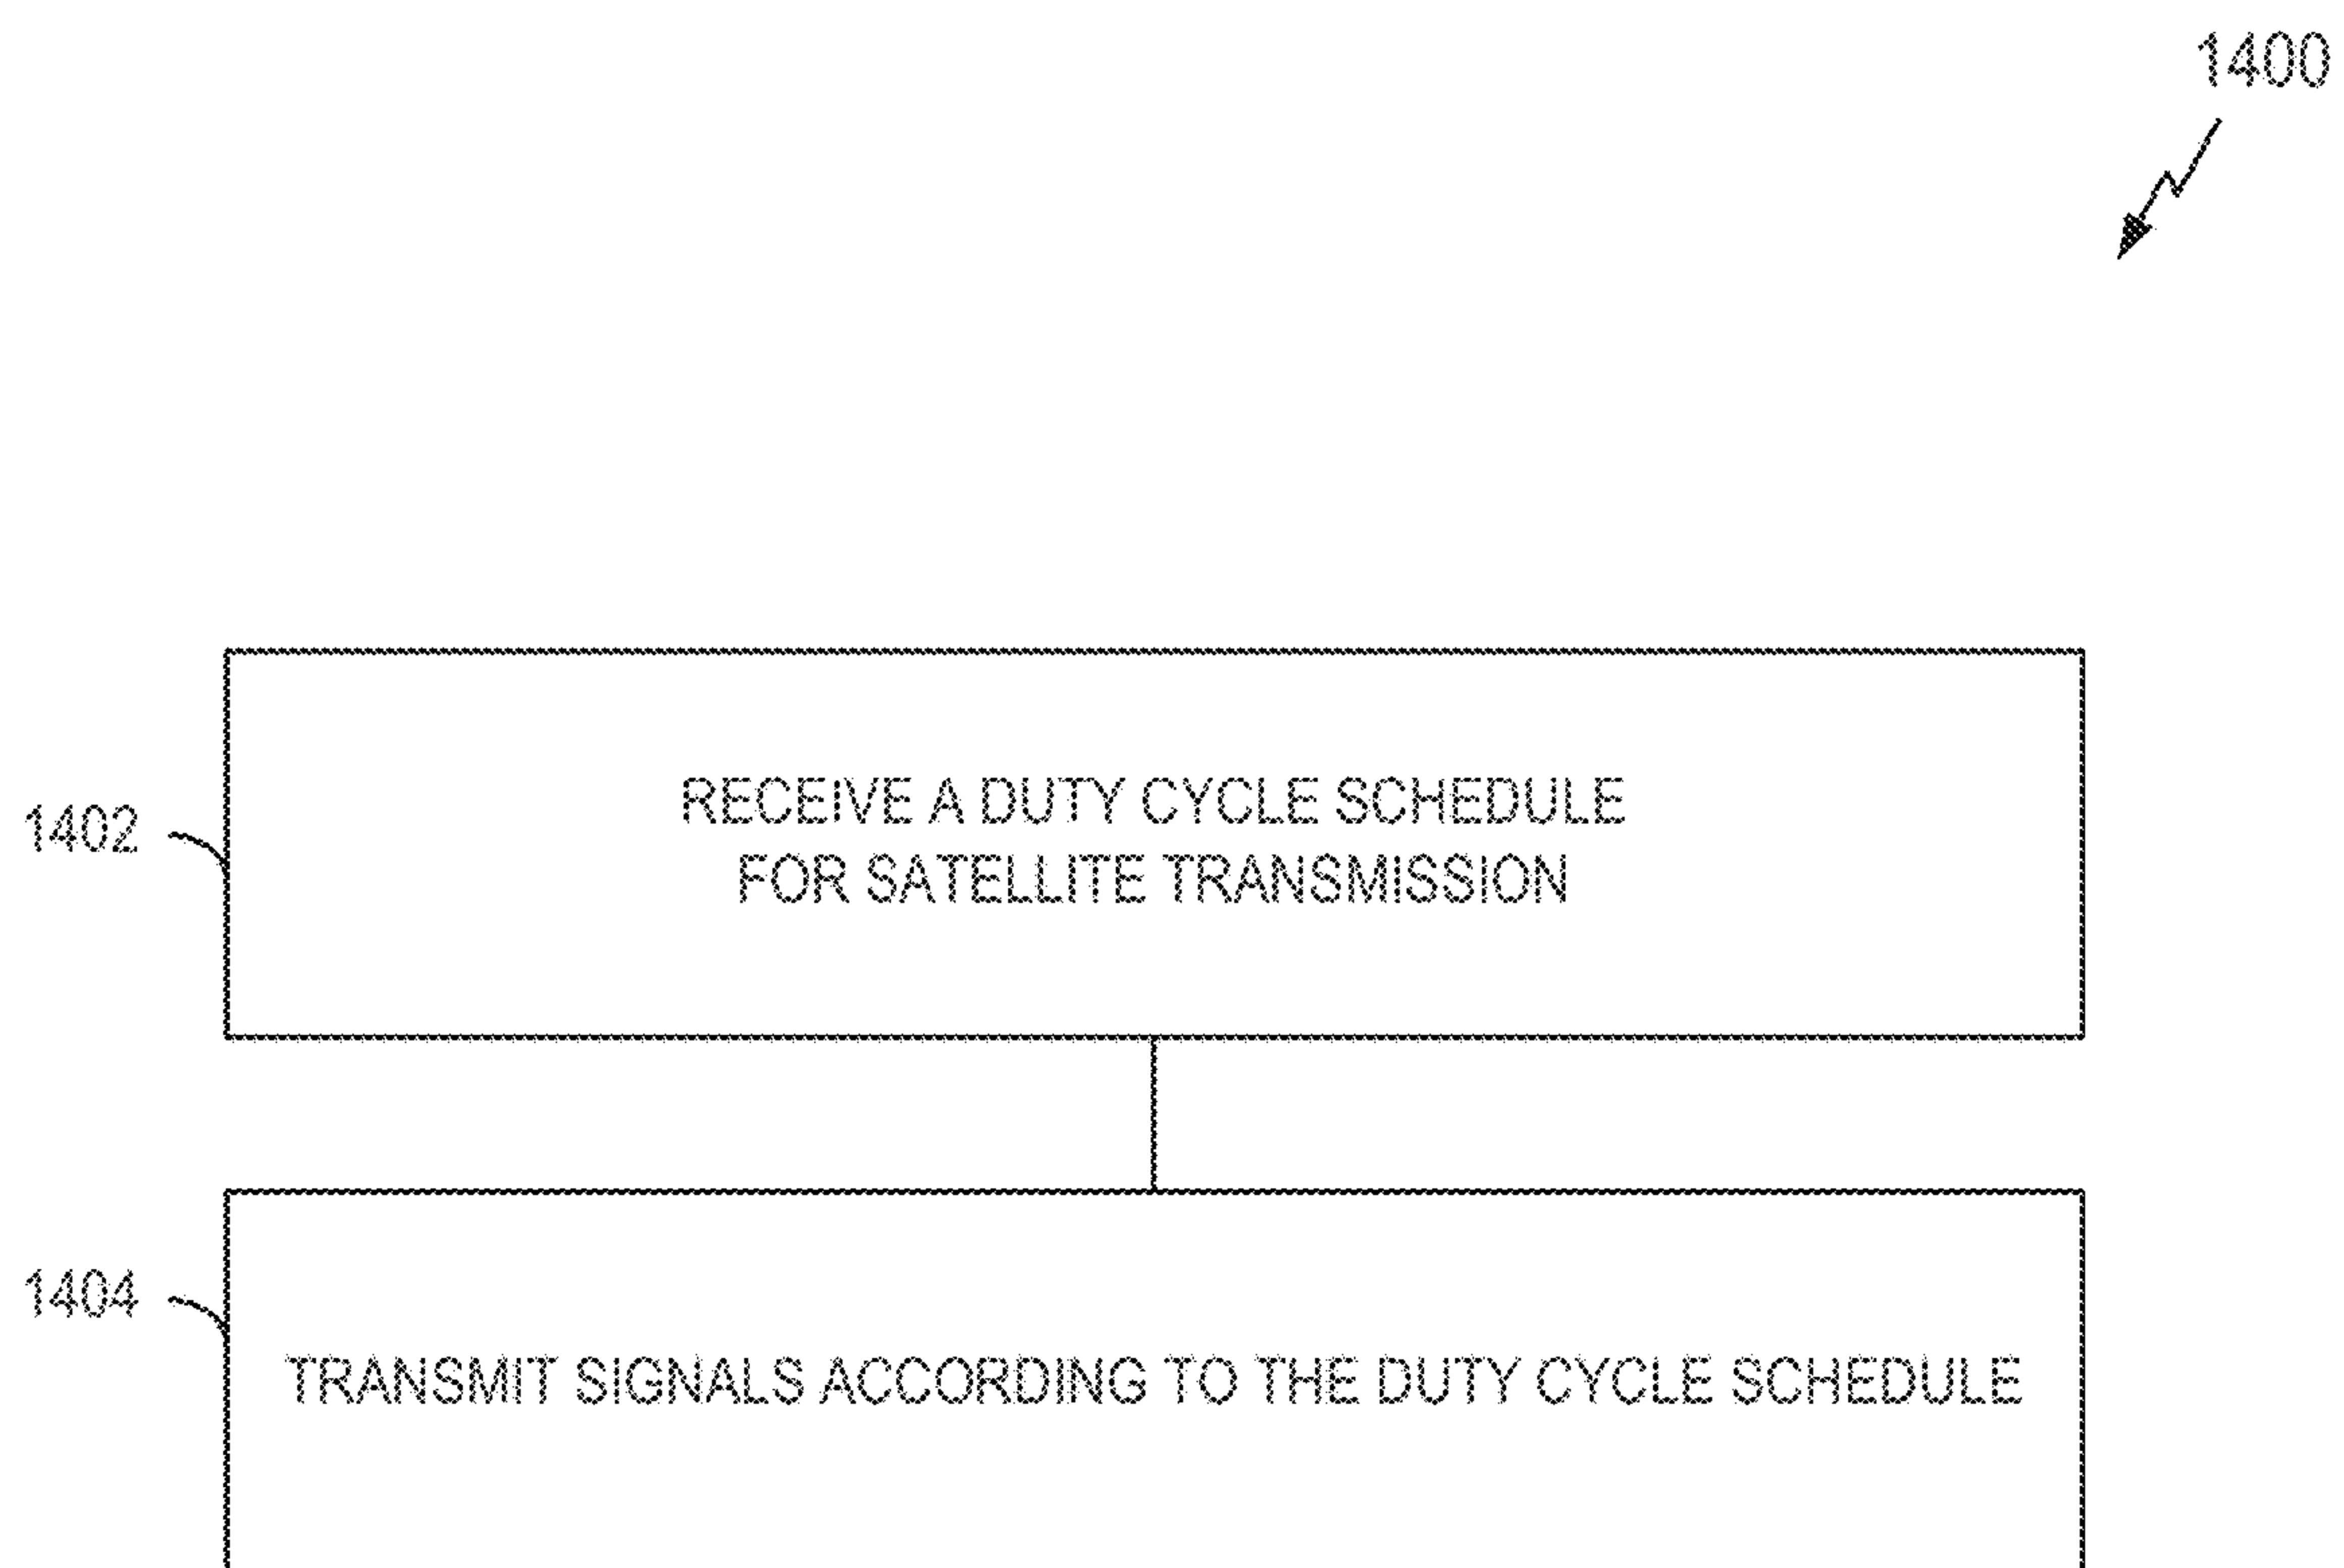 1400
1402
RECEIVE A DUTY CYCLE SCHEDULE
FOR SATELLITE TRANSMISSION
1404
TRANSMIT SIGNALS ACCORDING TO THE DUTY CYCLE SCHEDULE